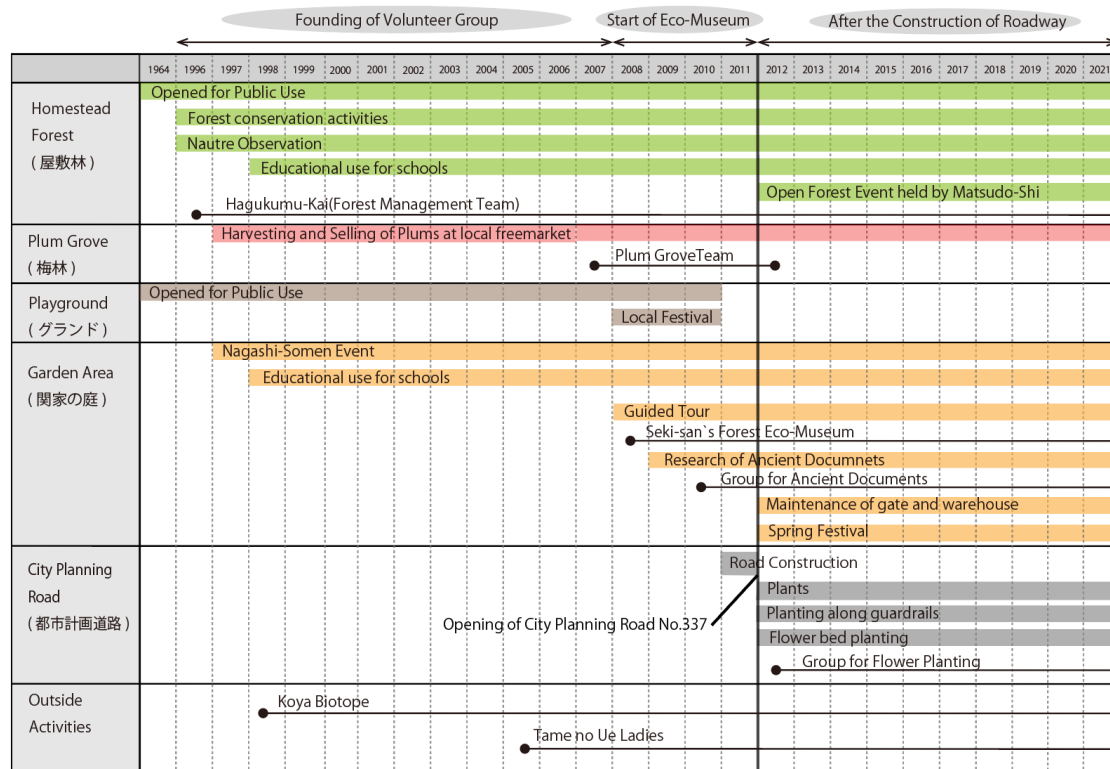 Founding of Volunteer Group
Start of Eco-Museum
After the Construction of Roadway
1964 1996 1997 1998 1999 2000 2001 2002 2003 2004 2005 2006 2007 2008 2009 2010 2011 2012 2013 2014 2015 2016 2017 2018 2019 2020 2021
Homestead
Forest
( 屋敷林 )
Opened for Public Use
Forest conservation activities
Nautre Observation
Educational use for schools
Open Forest Event held by Matsudo-Shi
Hagukumu-Kai(Forest Management Team)
Plum Grove
( 梅林 )
Harvesting and Selling of Plums at local freemarket
Plum GroveTeam
Playground
( グランド )
Opened for Public Use
Local Festival
Garden Area
( 関家の庭 )
Nagashi-Somen Event
Educational use for schools
Guided Tour
Seki-san`s Forest Eco-Museum
Research of Ancient Documnets
Group for Ancient Documents
Maintenance of gate and warehouse
Spring Festival
City Planning
Road
( 都市計画道路 )
Road Construction
Plants
Planting along guardrails
Opening of City Planning Road No.337
Flower bed planting
Group for Flower Planting
Outside
Activities
Koya Biotope
Tame no Ue Ladies